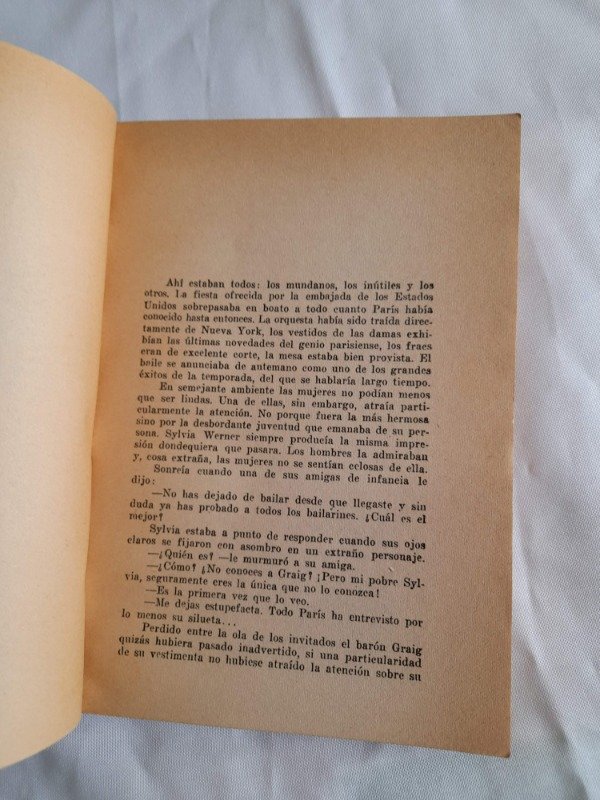 Ahí estaban todos: los mundanos, los inútiles y los
otros. La fiesta ofrecida por la embajada de los Estados
Unidos sobrepasaba en boato a todo cuanto París había
conocido hasta entonces. La orquesta había sido traída direc-
tamente de Nueva York, los vestidos de las damas exhi-
bían las últimas novedades del genio parisiense, los fracs
eran de excelente corte, la mesa estaba bien provista. El
baile se anunciaba de antemano como uno de los grandes
éxitos de la temporada, del que se hablaría largo tiempo.
En semejante ambiente las mujeres no podían menos
que ser lindas. Una de ellas, sin embargo, atraía parti-
cularmente la atención. No porque fuera la más hermosa
sino por la desbordante juventud que emanaba de su per-
sona. Sylvia Werner siempre producía la misma impre-
sión dondequiera que pasara. Los hombres la admiraban
y, cosa extraña, las mujeres no se sentían celosas de ella.
Sonreía cuando una de sus amigas de infancia le
dijo:
—No has dejado de bailar desde que llegaste y sin
duda ya has probado a todos los bailarines. ¿Cuál es el
mejor?
Sylvia estaba a punto de responder cuando sus ojos
claros se fijaron con asombro en un extraño personaje.
—¿Quién es? —le murmuró a su amiga.
—¿Cómo? ¿No conoces a Graig? ¡Pero mi pobre Syl-
via, seguramente eres la única que no lo conozca!
—Es la primera vez que lo veo.
—Me dejas estupefacta. Todo París ha entrevisto por
lo menos su silueta...
Perdido entre la ola de los invitados el barón Graig
quizás hubiera pasado inadvertido, si una particularidad
de su vestimenta no hubiese atraído la atención sobre su